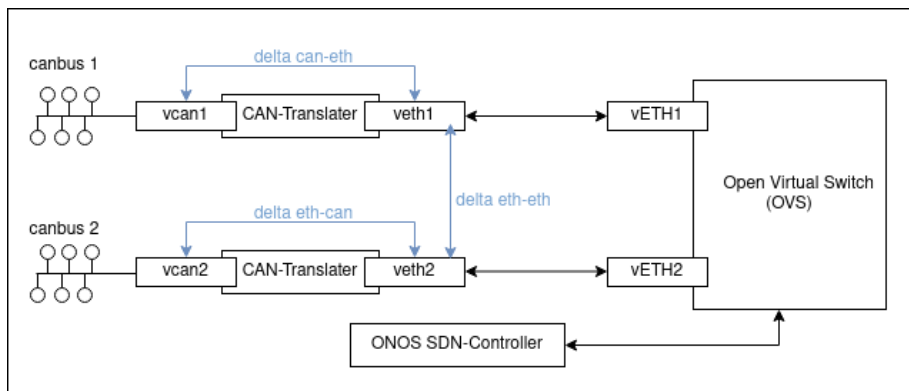 delta can-eth
canbus 1
vcan1
CAN-Translater
veth1
vETH1
Open Virtual Switch
(OVS)
delta eth-eth
delta eth-can
canbus 2
vcan2
CAN-Translater
veth2
vETH2
ONOS SDN-Controller